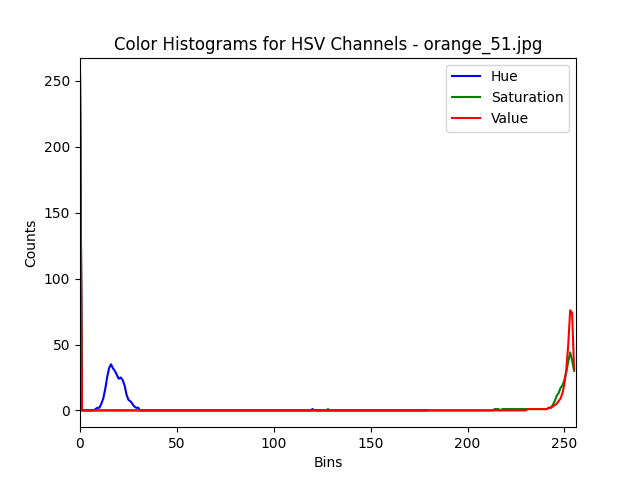 Color Histograms for HSV Channels - orange_51.jpg
Hue
Saturation
Value
Counts
250
200
150
100
50
0
0 50 100 150 200 250
Bins